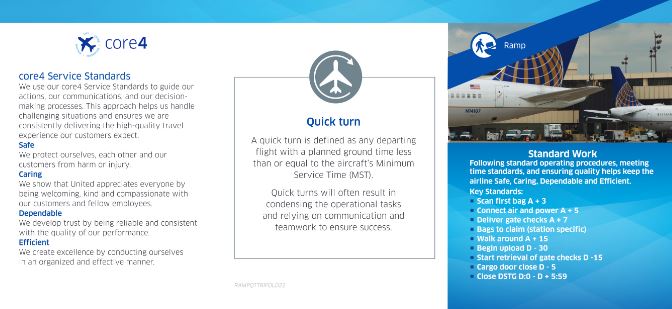 core4
core4 Service Standards
We use our core4 Service Standards to guide our
actions, our communications, and our decision-
making processes. This approach helps us handle
challenging situations and ensures we are
consistently delivering the high-quality travel
experience our customers expect.
Safe
We protect ourselves, each other and our
customers from harm or injury.
Caring
We show that United appreciates everyone by
being welcoming, kind and compassionate with
our customers and fellow employees.
Dependable
We develop trust by being reliable and consistent
with the quality of our performance.
Efficient
We create excellence by conducting ourselves
in an organized and effective manner.
Quick turn
A quick turn is defined as any departing
flight with a planned ground time less
than or equal to the aircraft's Minimum
Service Time (MST).
Quick turns will often result in
condensing the operational tasks
and relying on communication and
teamwork to ensure success.
Ramp
Standard Work
Following standard operating procedures, meeting
time standards, and ensuring quality helps keep the
airline Safe, Caring, Dependable and Efficient.
Key Standards:
Scan first bag A + 3
Connect air and power A + 5
Deliver gate checks A + 7
Bags to claim (station specific)
Walk around A + 15
Begin upload D - 30
Start retrieval of gate checks D -15
Cargo door close D - 5
Close DSTG D:0 - D + 5:59